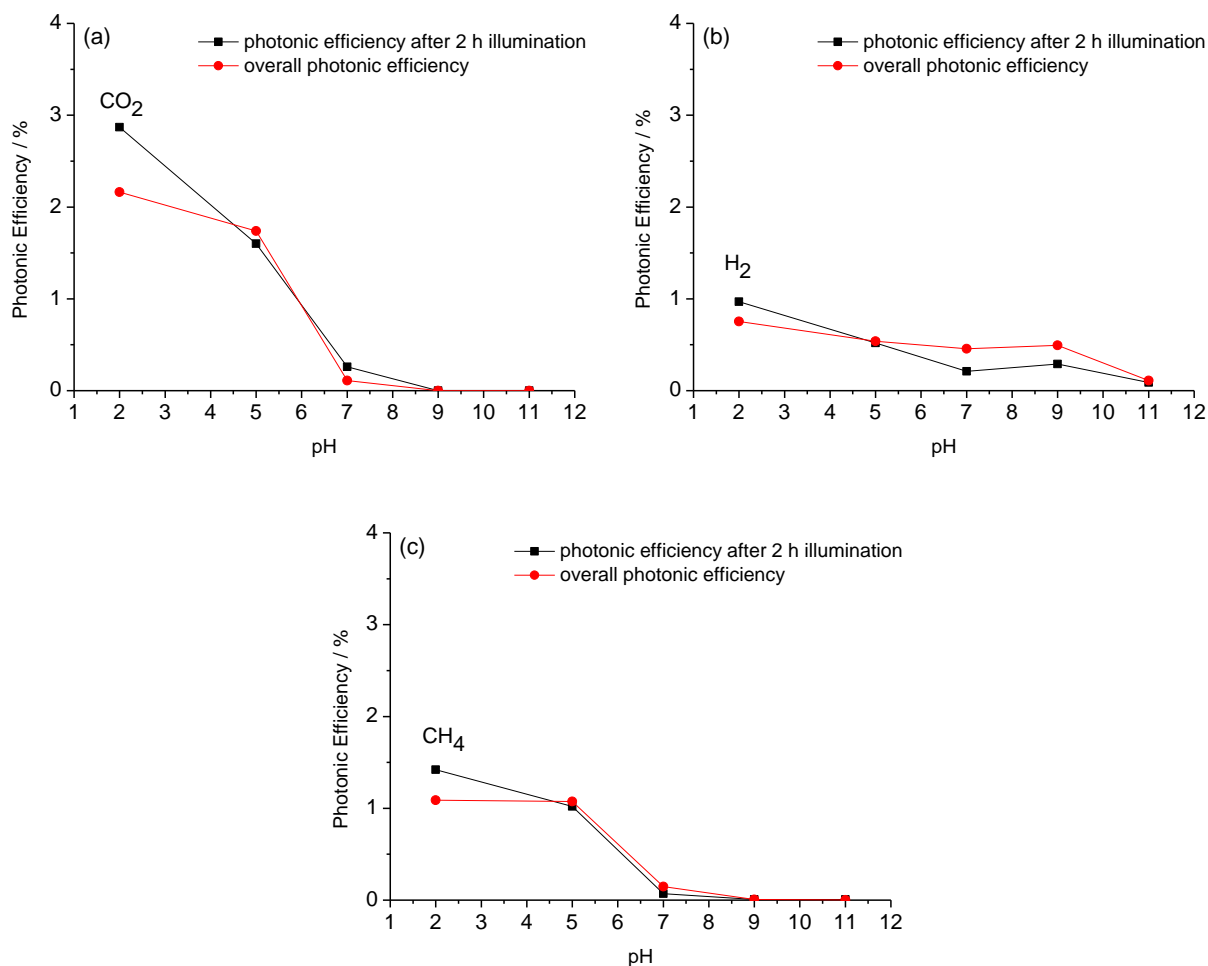 (a)
photonic efficiency after 2 h illumination
overall photonic efficiency
CO2
Photonic Efficiency / %
4
3
2
1
0
1 2 3 4 5 6 7 8 9 10 11 12
pH
(b)
photonic efficiency after 2 h illumination
overall photonic efficiency
H2
Photonic Efficiency / %
4
3
2
1
0
1 2 3 4 5 6 7 8 9 10 11 12
pH
(c)
photonic efficiency after 2 h illumination
overall photonic efficiency
CH4
Photonic Efficiency / %
4
3
2
1
0
1 2 3 4 5 6 7 8 9 10 11 12
pH